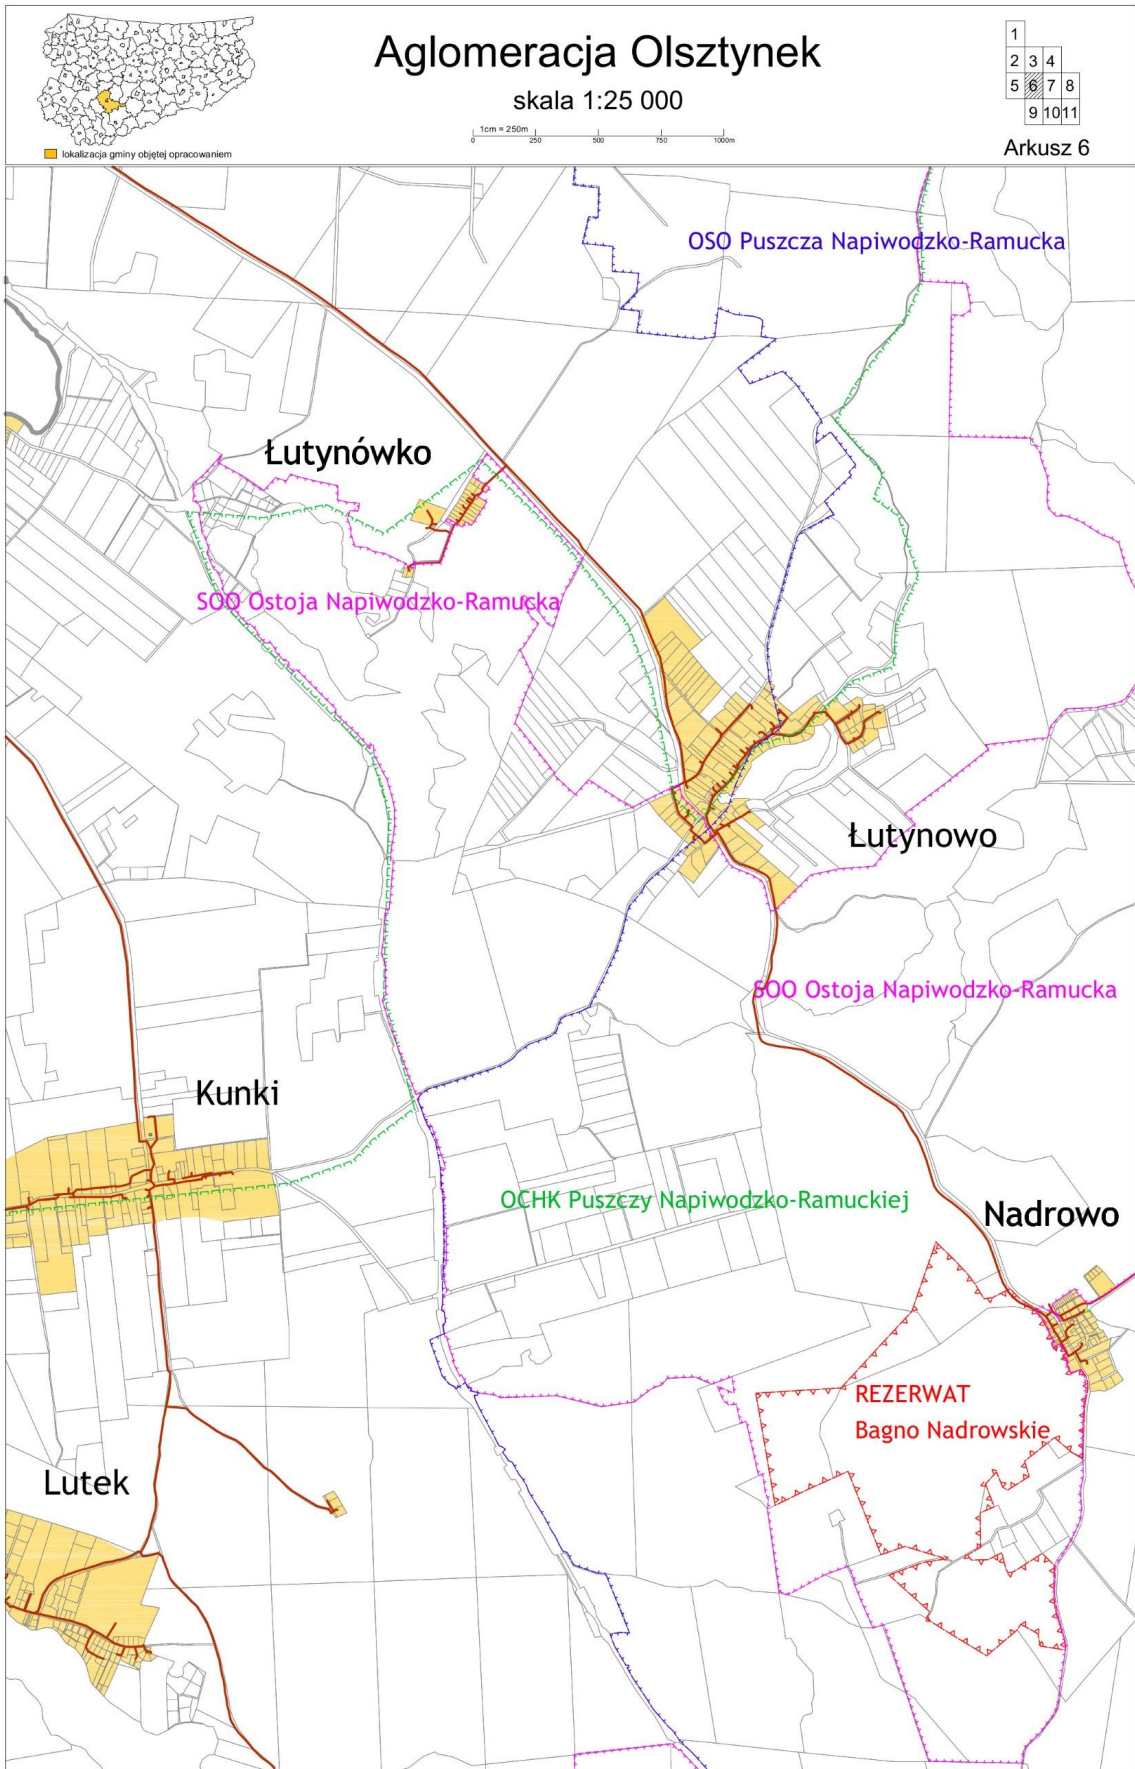 Aglomeracja Olsztynek
skala 1:25 000
1cm = 250m
0 250 500 750 1000m
lokalizacja gminy objętej opracowaniem
1
2 3 4
5 6 7 8
9 10 11
Arkusz 6
OSO Puszcza Napiwodzko-Ramucka
Łutynówko
SOO Ostoja Napiwodzko-Ramucka
Łutynowo
SOO Ostoja Napiwodzko-Ramucka
Kunki
OCHK Puszczy Napiwodzko-Ramuckiej
Nadrowo
REZERWAT
Bagno Nadrowskie
Lutek